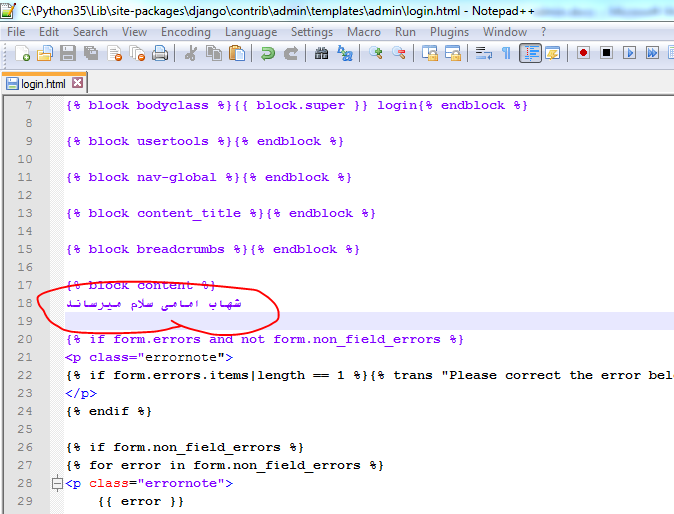 C:\Python35\Lib\site-packages\django\contrib\admin\templates\admin\login.html - Notepad++
File Edit Search View Encoding Language Settings Macro Run Plugins Window ?
login.html
7 {% block bodyclass %}{{ block.super }} login{% endblock %}
8
9 {% block usertools %}{% endblock %}
10
11 {% block nav-global %}{% endblock %}
12
13 {% block content_title %}{% endblock %}
14
15 {% block breadcrumbs %}{% endblock %}
16
17 {% block content %}
18 شهاب امامی سلام میرساند
19
20 {% if form.errors and not form.non_field_errors %}
21 <p class="errornote">
22 {% if form.errors.items|length == 1 %}{% trans "Please correct the error bel
23 </p>
24 {% endif %}
25
26 {% if form.non_field_errors %}
27 {% for error in form.non_field_errors %}
28 <p class="errornote">
29 {{ error }}